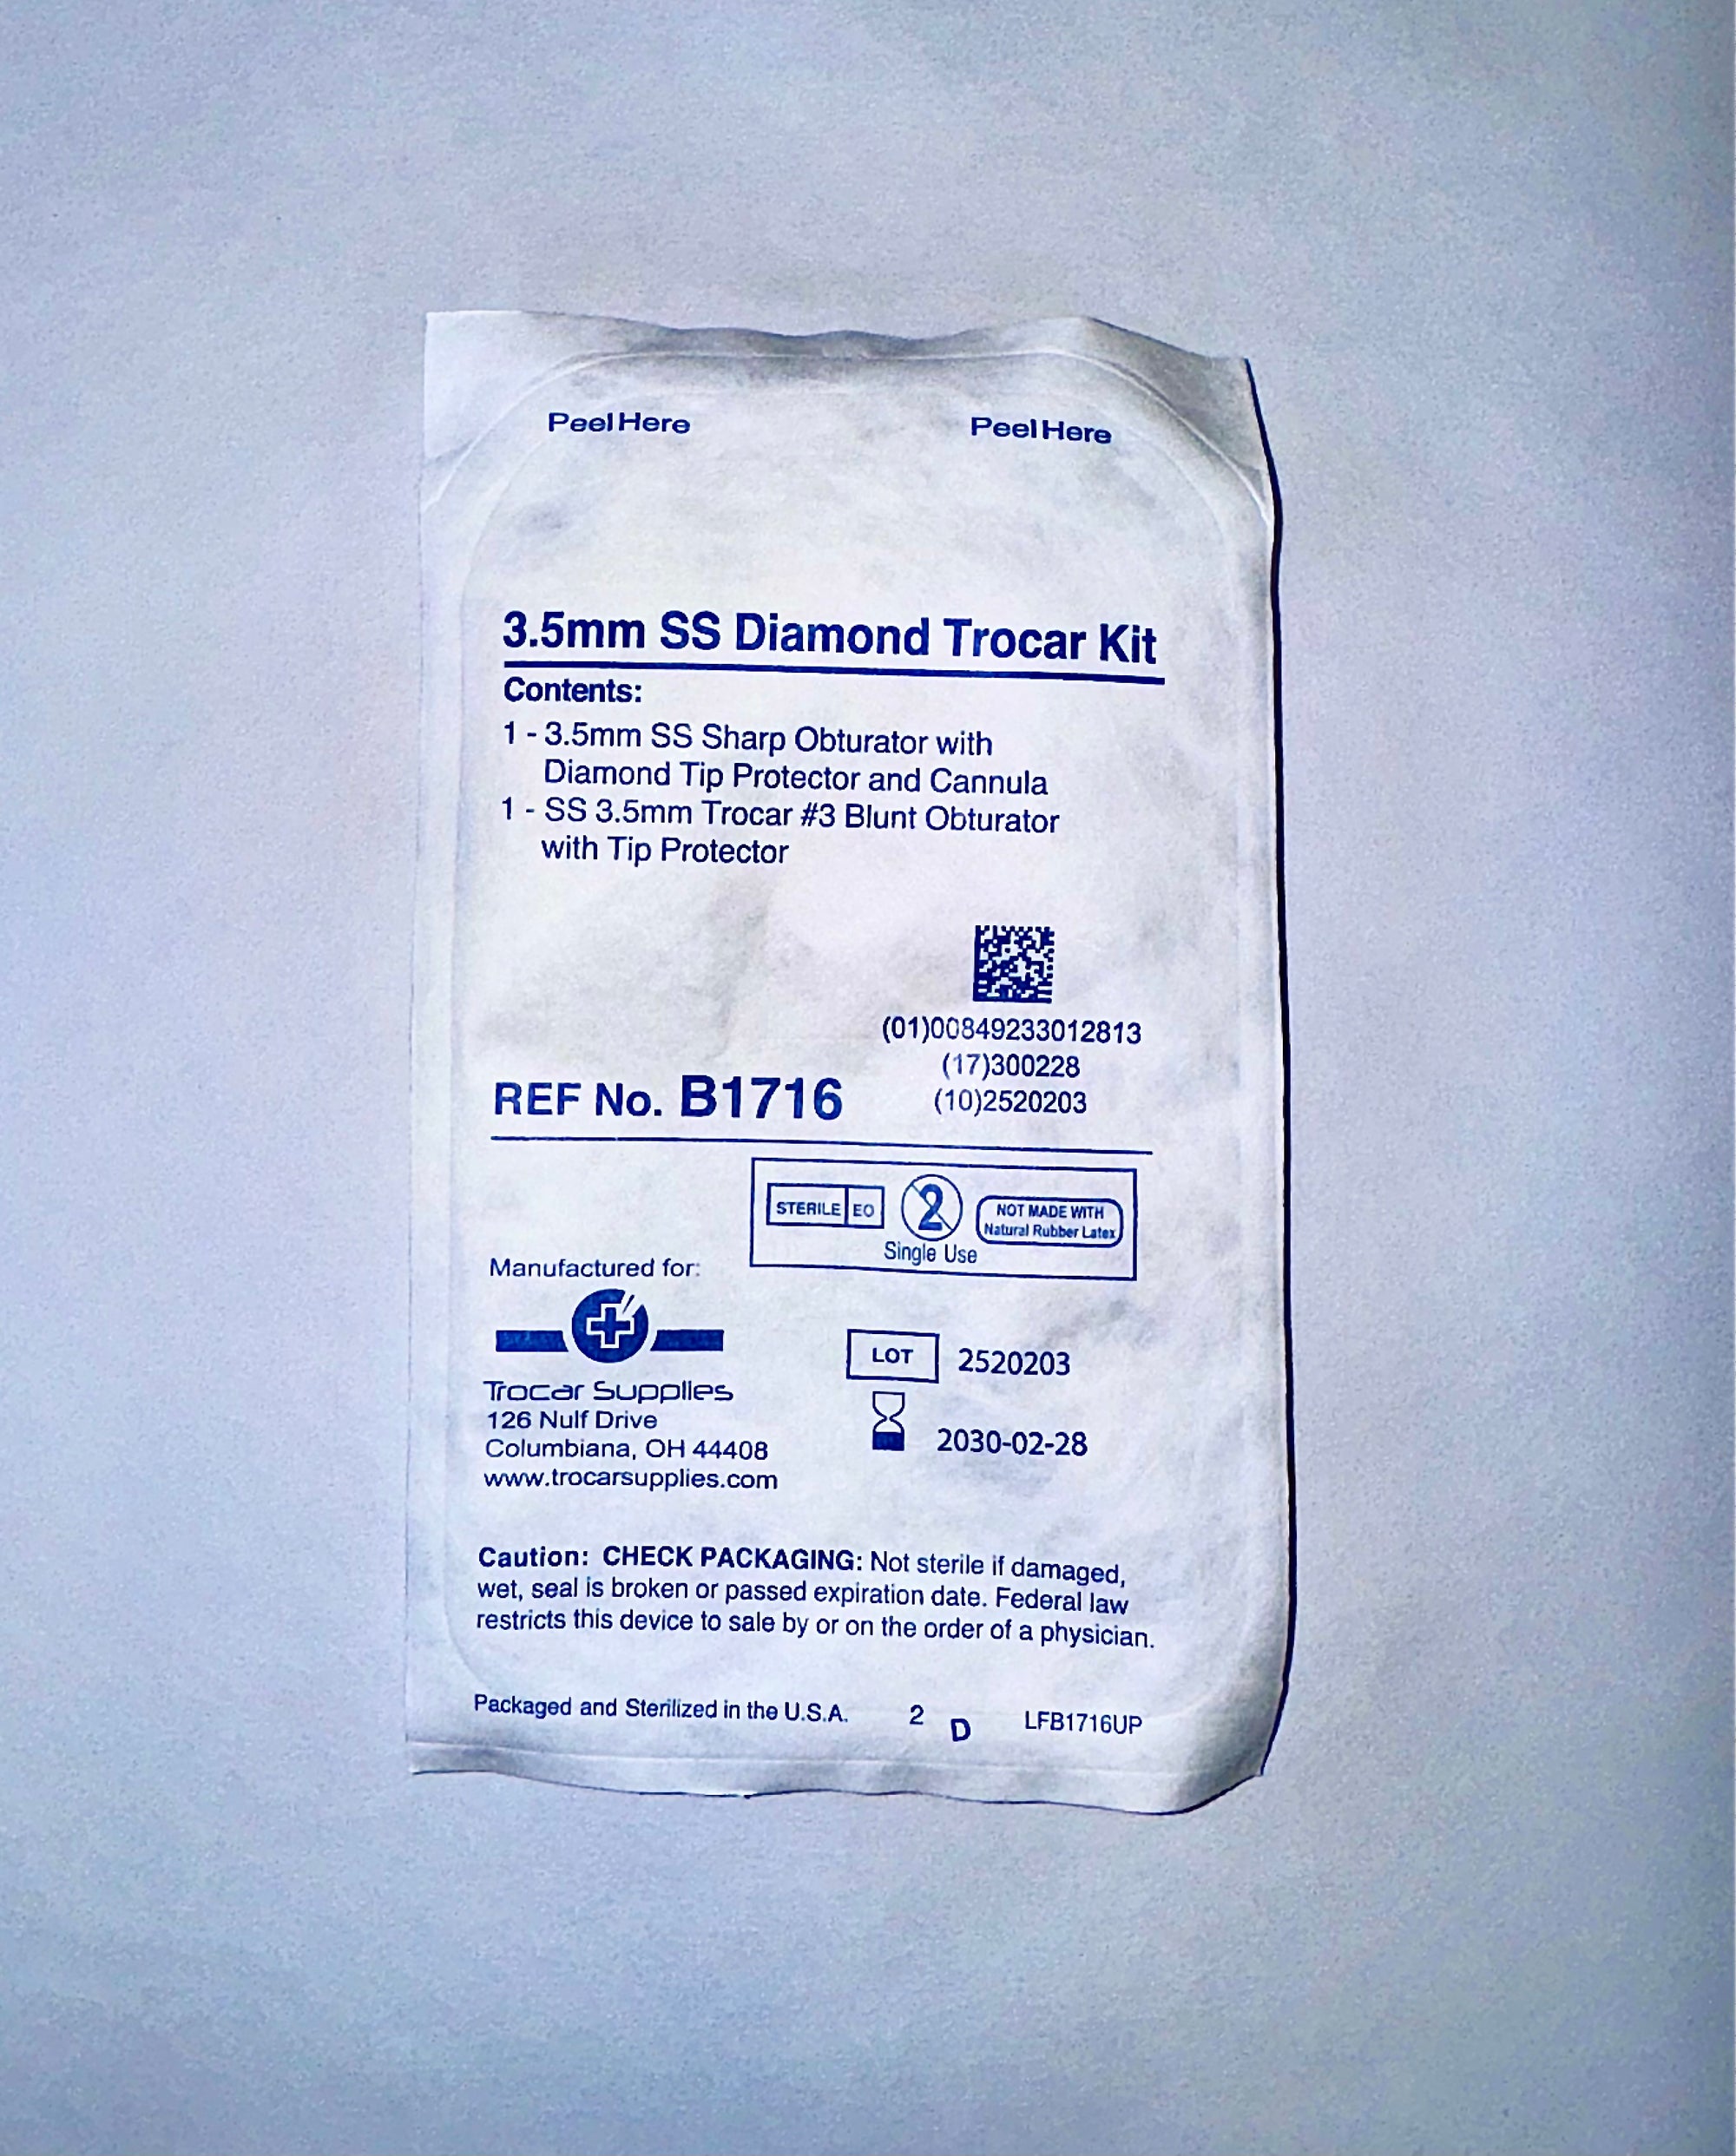 Peel Here Peel Here
3.5mm SS Diamond Trocar Kit
Contents:
1 - 3.5mm SS Sharp Obturator with
Diamond Tip Protector and Cannula
1 - SS 3.5mm Trocar #3 Blunt Obturator
with Tip Protector
(01)00849233012813
(17)300228
(10)2520203
REF No. B1716
STERILE EO
2
Single Use
NOT MADE WITH
Natural Rubber Latex
Manufactured for:
Trocar Supplies
126 Nulf Drive
Columbiana, OH 44408
www.trocarsupplies.com
LOT 2520203
2030-02-28
Caution: CHECK PACKAGING: Not sterile if damaged,
wet, seal is broken or passed expiration date. Federal law
restricts this device to sale by or on the order of a physician.
Packaged and Sterilized in the U.S.A. 2 D LFB1716UP